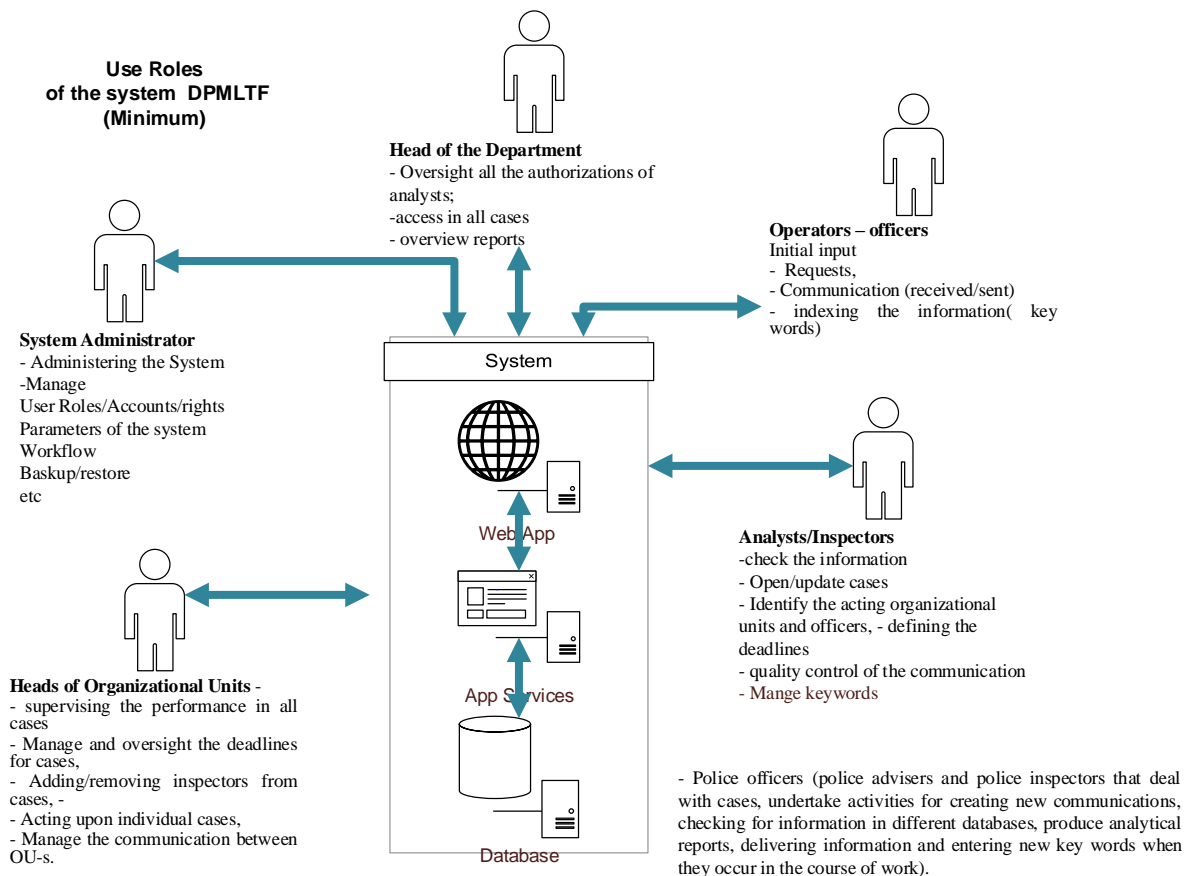 Use Roles
of the system DPMLTF
(Minimum)
Head of the Department
- Oversight all the authorizations of
analysts;
-access in all cases
- overview reports
Operators – officers
Initial input
- Requests,
- Communication (received/sent)
- indexing the information( key
words)
System Administrator
- Administering the System
-Manage
User Roles/Accounts/rights
Parameters of the system
Workflow
Baskup/restore
etc
System
Web App
App Services
Database
Analysts/Inspectors
-check the information
- Open/update cases
- Identify the acting organizational
units and officers, - defining the
deadlines
- quality control of the communication
- Mange keywords
Heads of Organizational Units -
- supervising the performance in all
cases
- Manage and oversight the deadlines
for cases,
- Adding/removing inspectors from
cases, -
- Acting upon individual cases,
- Manage the communication between
OU-s.
- Police officers (police advisers and police inspectors that deal
with cases, undertake activities for creating new communications,
checking for information in different databases, produce analytical
reports, delivering information and entering new key words when
they occur in the course of work).